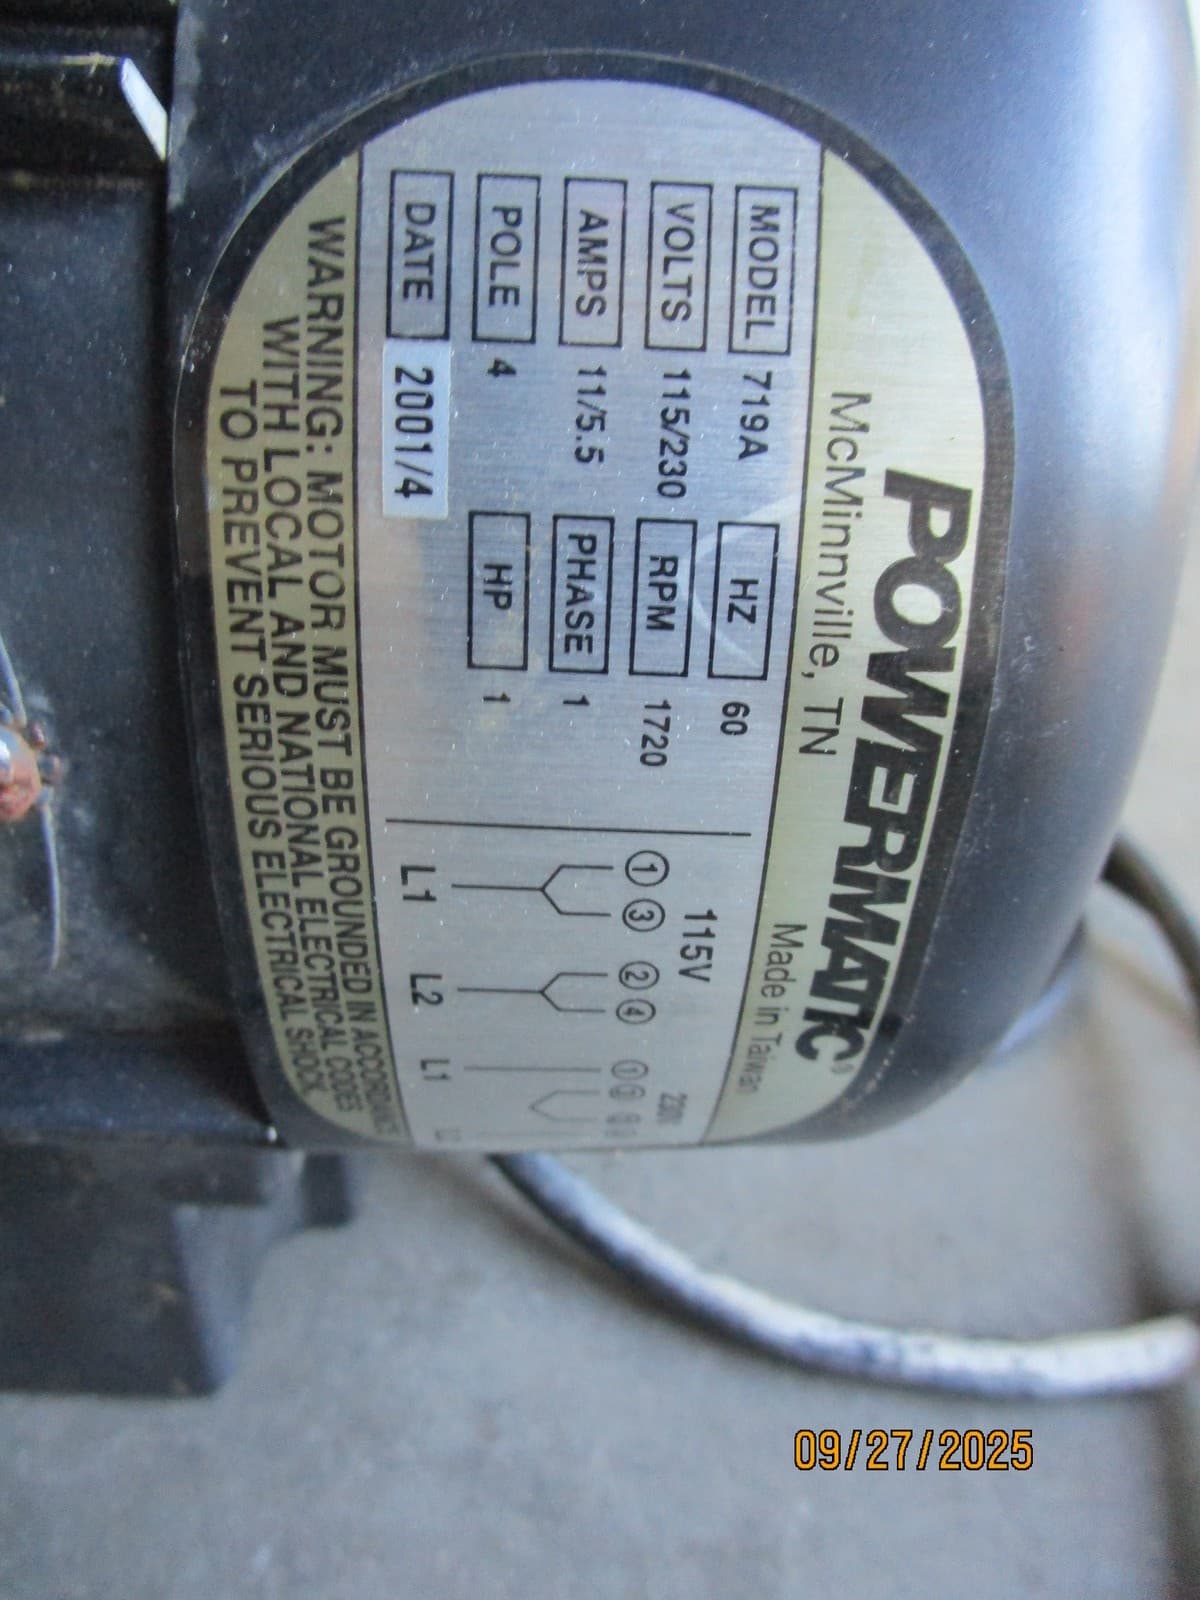 POWERMATIC®
McMinnville, TN Made in Taiwan
MODEL 719A HZ 60
VOLTS 115/230 RPM 1720
AMPS 11/5.5 PHASE 1
POLE 4 HP 1
DATE 2001/4
115V 230V
① ③ ② ④ ①
L1 L2 L1
WARNING: MOTOR MUST BE GROUNDED IN ACCORDANCE
WITH LOCAL AND NATIONAL ELECTRICAL CODES
TO PREVENT SERIOUS ELECTRICAL SHOCK
09/27/2025